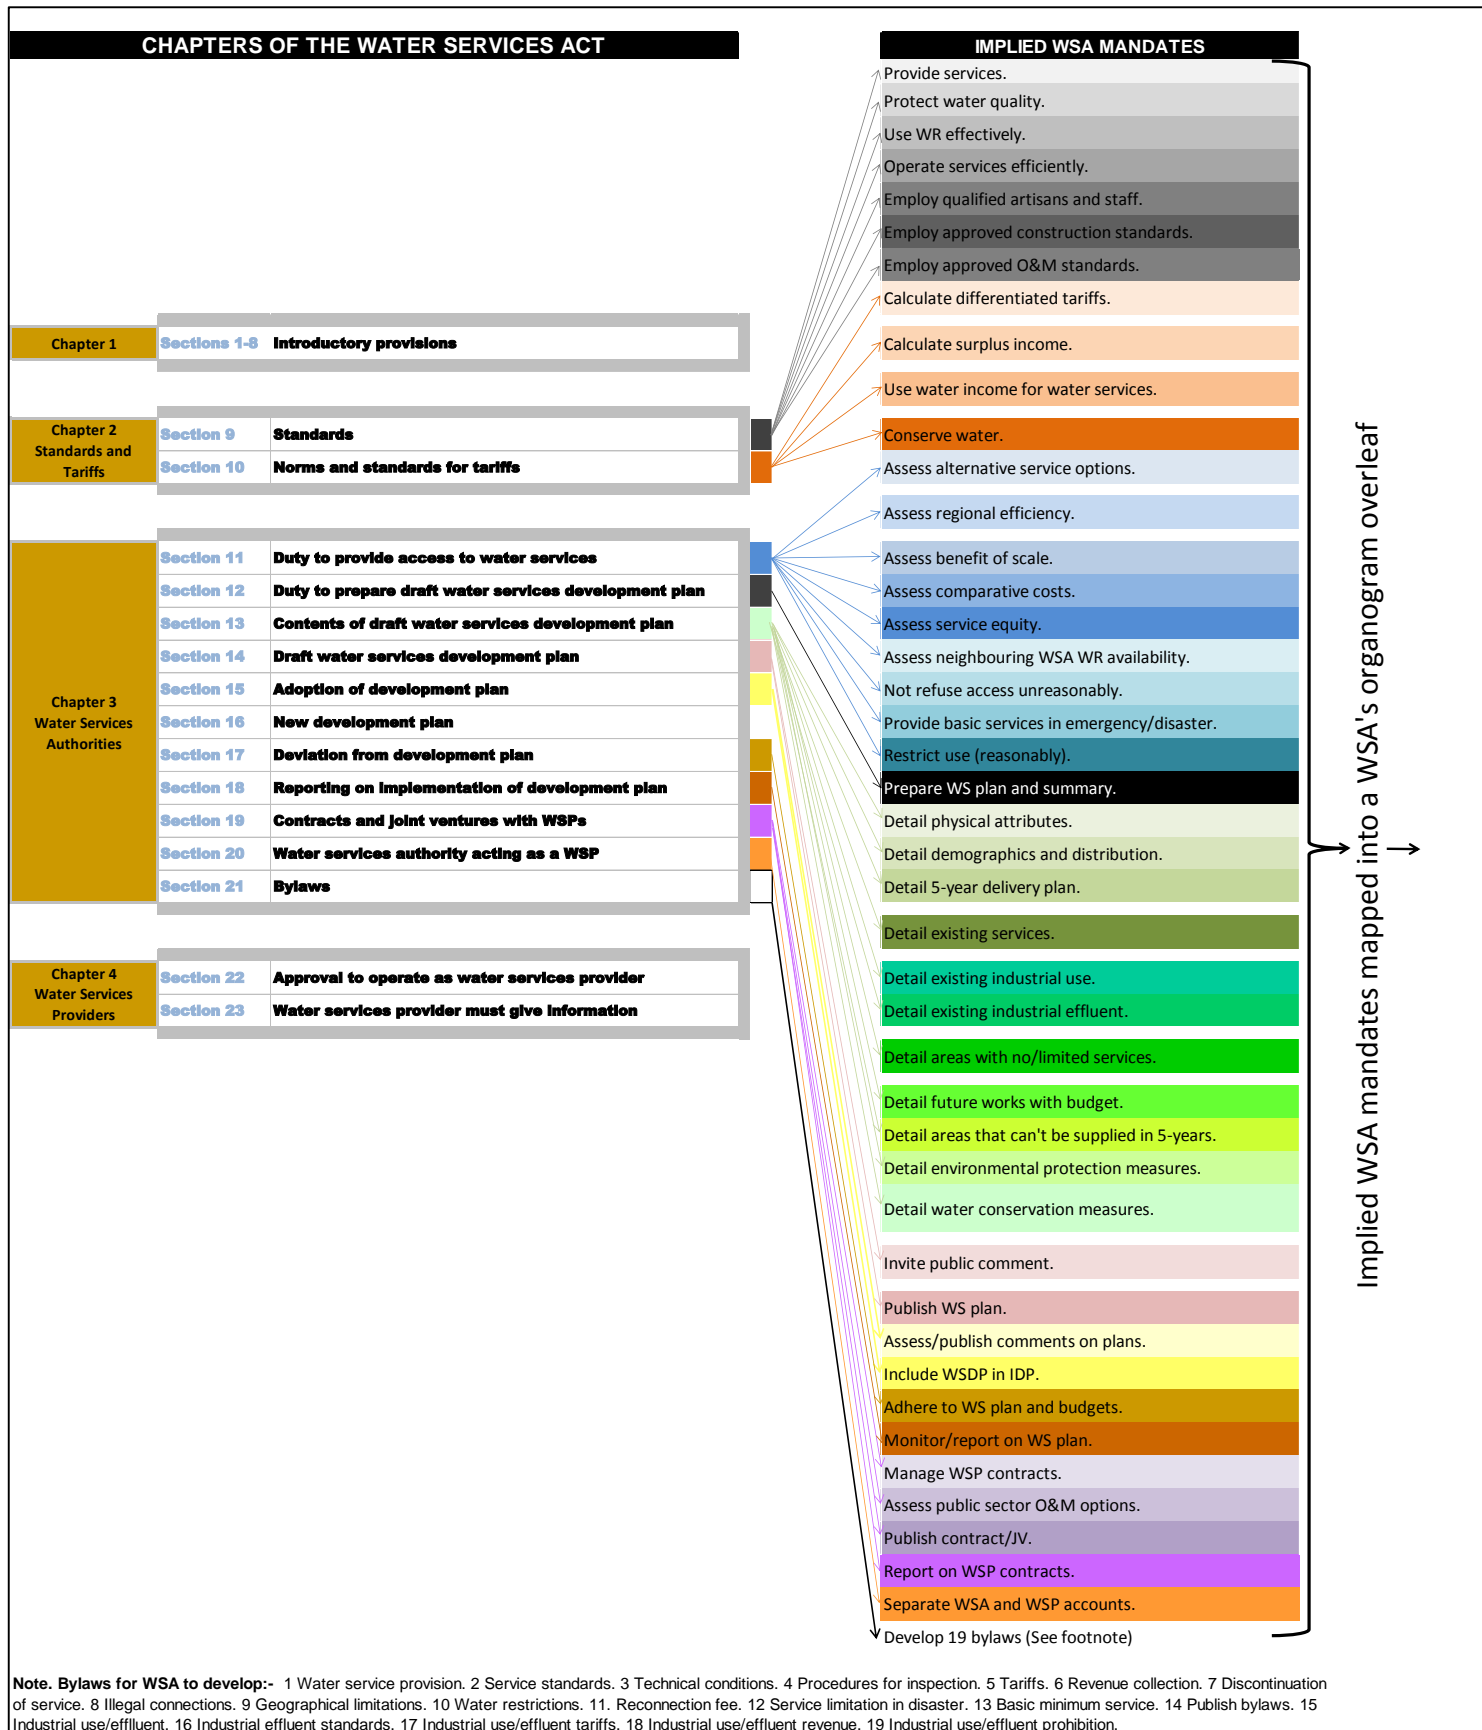 CHAPTERS OF THE WATER SERVICES ACT
Chapter 1
Sections 1-8 Introductory provisions
Chapter 2
Standards and
Tariffs
Section 9 Standards
Section 10 Norms and standards for tariffs
Chapter 3
Water Services
Authorities
Section 11 Duty to provide access to water services
Section 12 Duty to prepare draft water services development plan
Section 13 Contents of draft water services development plan
Section 14 Draft water services development plan
Section 15 Adoption of development plan
Section 16 New development plan
Section 17 Deviation from development plan
Section 18 Reporting on implementation of development plan
Section 19 Contracts and joint ventures with WSPs
Section 20 Water services authority acting as a WSP
Section 21 Bylaws
Chapter 4
Water Services
Providers
Section 22 Approval to operate as water services provider
Section 23 Water services provider must give information
IMPLIED WSA MANDATES
Provide services.
Protect water quality.
Use WR effectively.
Operate services efficiently.
Employ qualified artisans and staff.
Employ approved construction standards.
Employ approved O&M standards.
Calculate differentiated tariffs.
Calculate surplus income.
Use water income for water services.
Conserve water.
Assess alternative service options.
Assess regional efficiency.
Assess benefit of scale.
Assess comparative costs.
Assess service equity.
Assess neighbouring WSA WR availability.
Not refuse access unreasonably.
Provide basic services in emergency/disaster.
Restrict use (reasonably).
Prepare WS plan and summary.
Detail physical attributes.
Detail demographics and distribution.
Detail 5-year delivery plan.
Detail existing services.
Detail existing industrial use.
Detail existing industrial effluent.
Detail areas with no/limited services.
Detail future works with budget.
Detail areas that can't be supplied in 5-years.
Detail environmental protection measures.
Detail water conservation measures.
Invite public comment.
Publish WS plan.
Assess/publish comments on plans.
Include WSDP in IDP.
Adhere to WS plan and budgets.
Monitor/report on WS plan.
Manage WSP contracts.
Assess public sector O&M options.
Publish contract/JV.
Report on WSP contracts.
Separate WSA and WSP accounts.
Develop 19 bylaws (See footnote)
Implied WSA mandates mapped into a WSA's organogram overleaf
Note. Bylaws for WSA to develop:- 1 Water service provision. 2 Service standards. 3 Technical conditions. 4 Procedures for inspection. 5 Tariffs. 6 Revenue collection. 7 Discontinuation
of service. 8 Illegal connections. 9 Geographical limitations. 10 Water restrictions. 11. Reconnection fee. 12 Service limitation in disaster. 13 Basic minimum service. 14 Publish bylaws. 15
Industrial use/efflluent. 16 Industrial effluent standards. 17 Industrial use/effluent tariffs. 18 Industrial use/effluent revenue. 19 Industrial use/effluent prohibition.